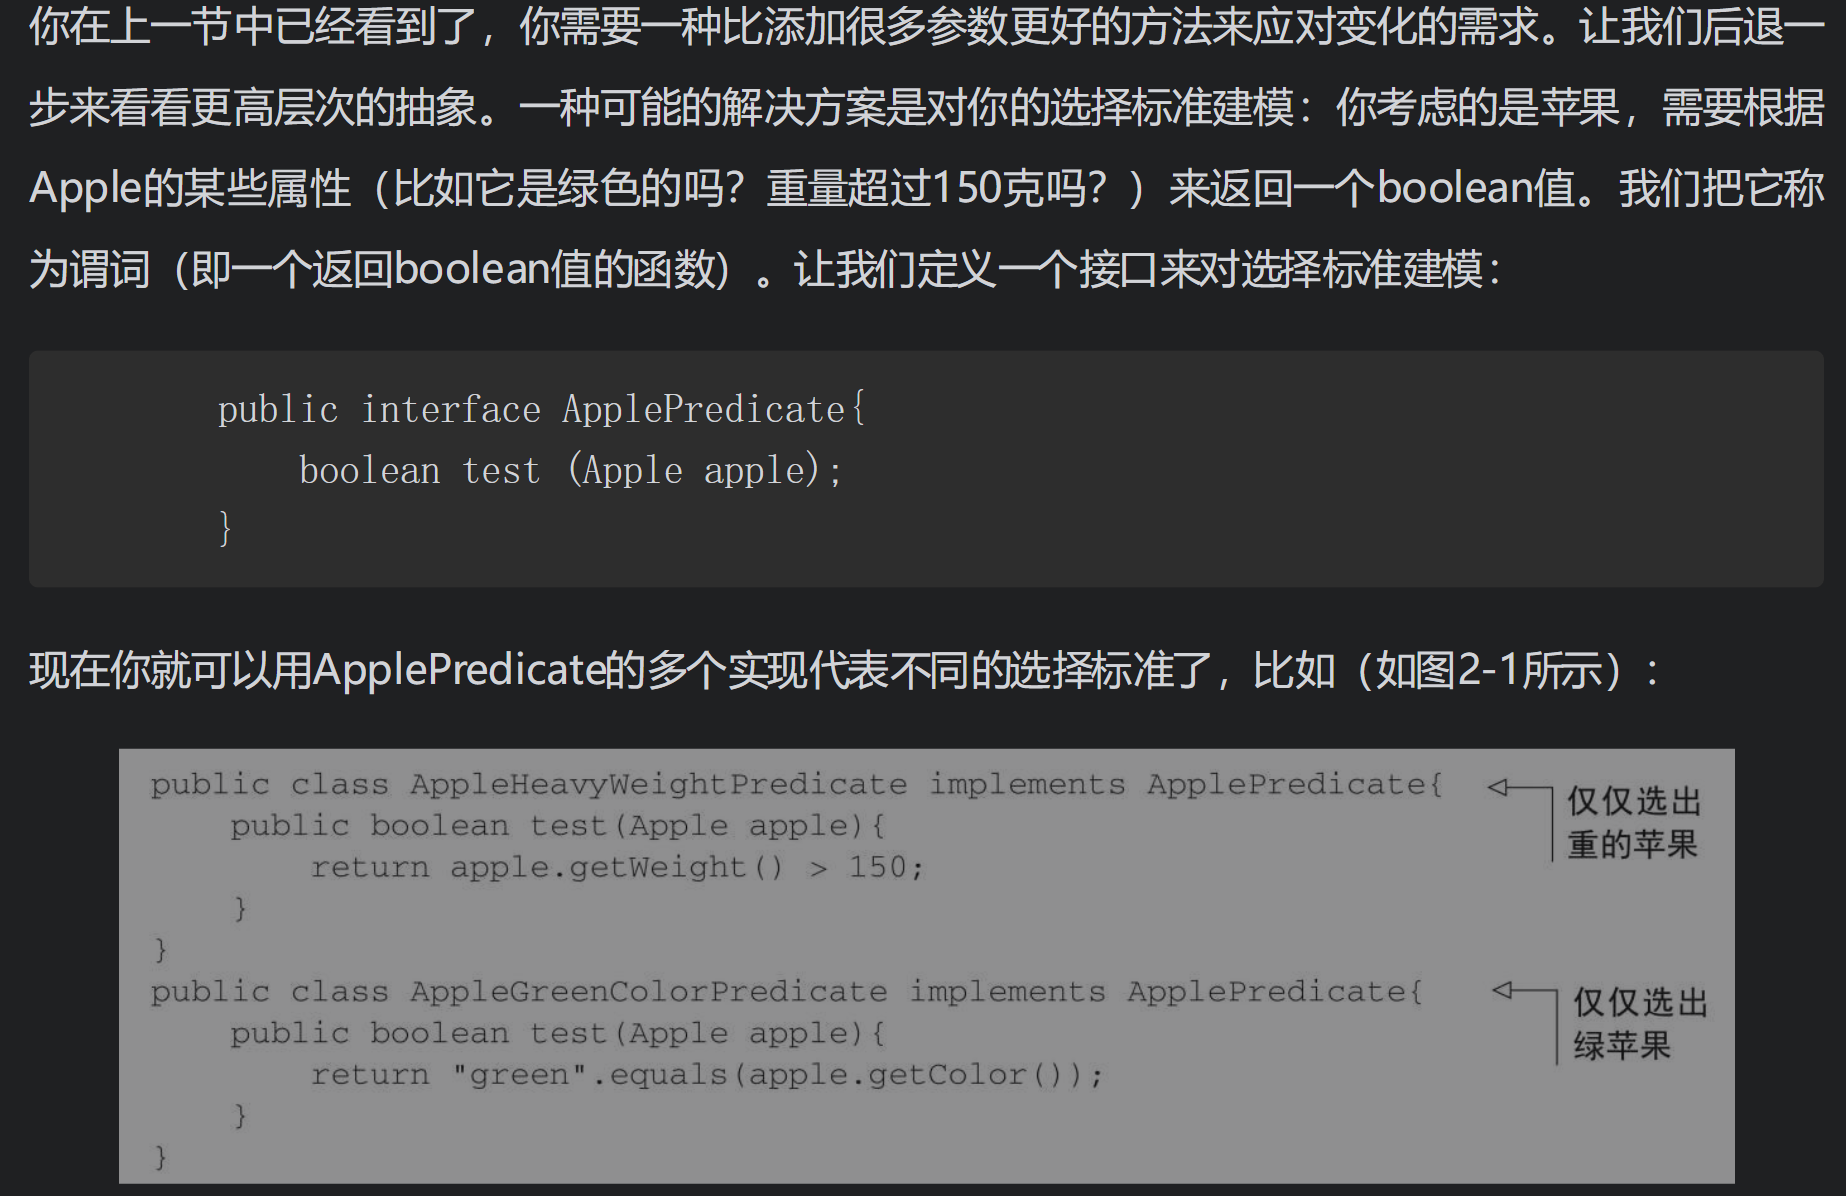 你在上一节中已经看到了，你需要一种比添加很多参数更好的方法来应对变化的需求。让我们后退一
步来看看更高层次的抽象。一种可能的解决方案是对你的选择标准建模：你考虑的是苹果，需要根据
Apple的某些属性（比如它是绿色的吗？重量超过150克吗？）来返回一个boolean值。我们把它称
为谓词（即一个返回boolean值的函数）。让我们定义一个接口来对选择标准建模：
public interface ApplePredicate{
    boolean test (Apple apple);
}
现在你就可以用ApplePredicate的多个实现代表不同的选择标准了，比如（如图2-1所示）：
public class AppleHeavyWeightPredicate implements ApplePredicate{
    public boolean test(Apple apple){
        return apple.getWeight() > 150;
    }
}
仅仅选出
重的苹果
public class AppleGreenColorPredicate implements ApplePredicate{
    public boolean test(Apple apple){
        return "green".equals(apple.getColor());
    }
}
仅仅选出
绿苹果